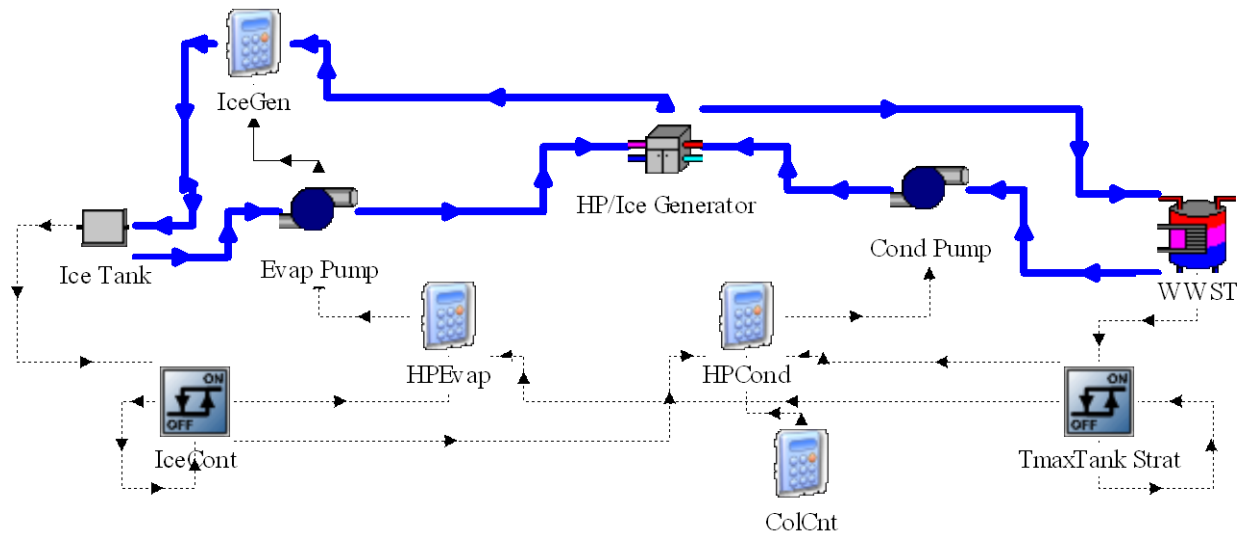 IceGen
HP/Ice Generator
Ice Tank
Evap Pump
Cond Pump
WWST
HPEvap
HPCond
ON
OFF
IceCont
ON
OFF
TmaxTank Strat
ColCnt